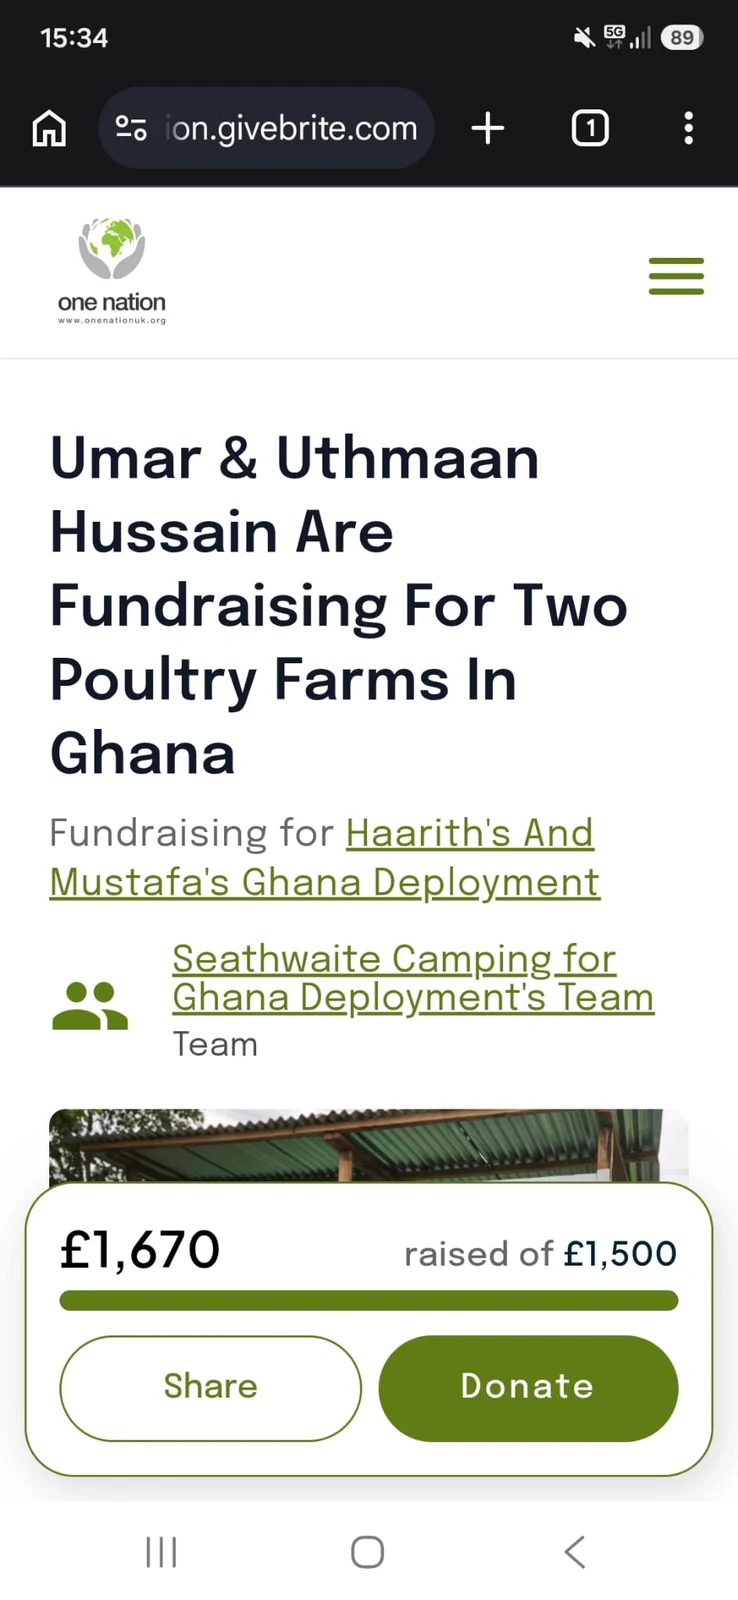 15:34
5G
89
ion.givebrite.com
1
one nation
www.onenationuk.org
Umar & Uthmaan
Hussain Are
Fundraising For Two
Poultry Farms In
Ghana
Fundraising for Haarith's And
Mustafa's Ghana Deployment
Seathwaite Camping for
Ghana Deployment's Team
Team
£1,670
raised of £1,500
Share
Donate